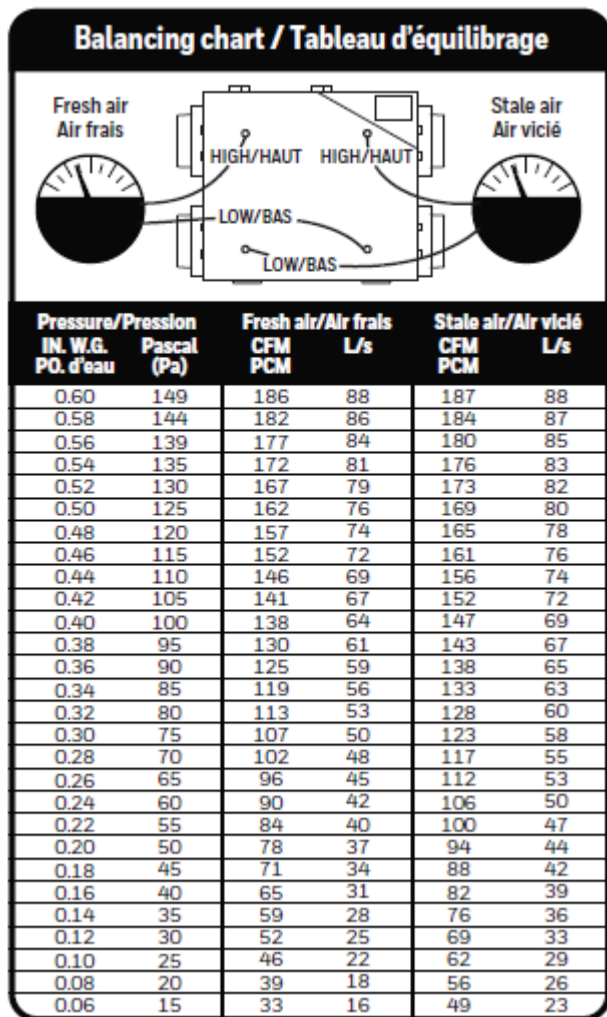 Balancing chart / Tableau d'équilibrage
Fresh air
Air frais
Stale air
Air vicié
HIGH/HAUT HIGH/HAUT
LOW/BAS
LOW/BAS
Pressure/Pression Fresh air/Air frais Stale air/Air vicié
IN. W.G. Pascal CFM L/s CFM L/s
PO. d'eau (Pa) PCM PCM
0.60 149 186 88 187 88
0.58 144 182 86 184 87
0.56 139 177 84 180 85
0.54 135 172 81 176 83
0.52 130 167 79 173 82
0.50 125 162 76 169 80
0.48 120 157 74 165 78
0.46 115 152 72 161 76
0.44 110 146 69 156 74
0.42 105 141 67 152 72
0.40 100 138 64 147 69
0.38 95 130 61 143 67
0.36 90 125 59 138 65
0.34 85 119 56 133 63
0.32 80 113 53 128 60
0.30 75 107 50 123 58
0.28 70 102 48 117 55
0.26 65 96 45 112 53
0.24 60 90 42 106 50
0.22 55 84 40 100 47
0.20 50 78 37 94 44
0.18 45 71 34 88 42
0.16 40 65 31 82 39
0.14 35 59 28 76 36
0.12 30 52 25 69 33
0.10 25 46 22 62 29
0.08 20 39 18 56 26
0.06 15 33 16 49 23